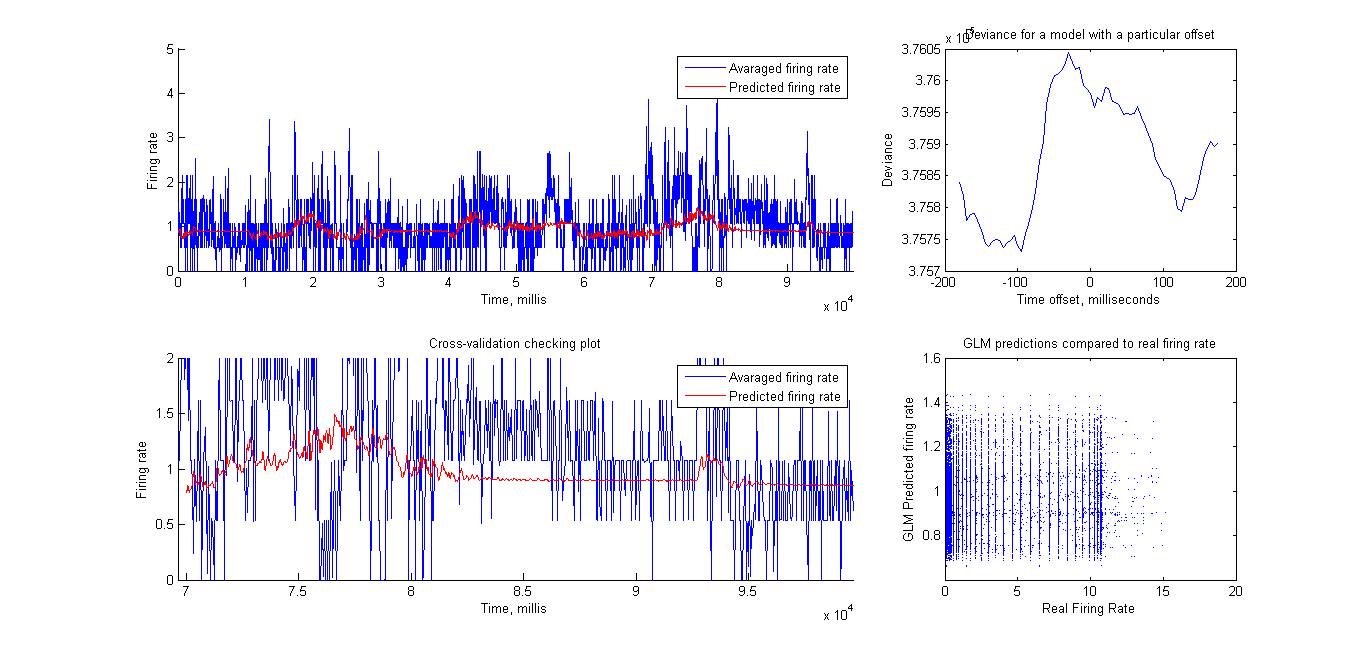 Avaraged firing rate
Predicted firing rate
Firing rate
5
4
3
2
1
0
0 1 2 3 4 5 6 7 8 9
Time, millis
x 10^4
x 10^5
Deviance for a model with a particular offset
Deviance
3.7605
3.76
3.7595
3.759
3.7585
3.758
3.7575
3.757
-200 -100 0 100 200
Time offset, milliseconds
Cross-validation checking plot
Avaraged firing rate
Predicted firing rate
Firing rate
2
1.5
1
0.5
0
7 7.5 8 8.5 9 9.5
Time, millis
x 10^4
GLM predictions compared to real firing rate
GLM Predicted firing rate
1.6
1.4
1.2
1
0.8
0 5 10 15 20
Real Firing Rate